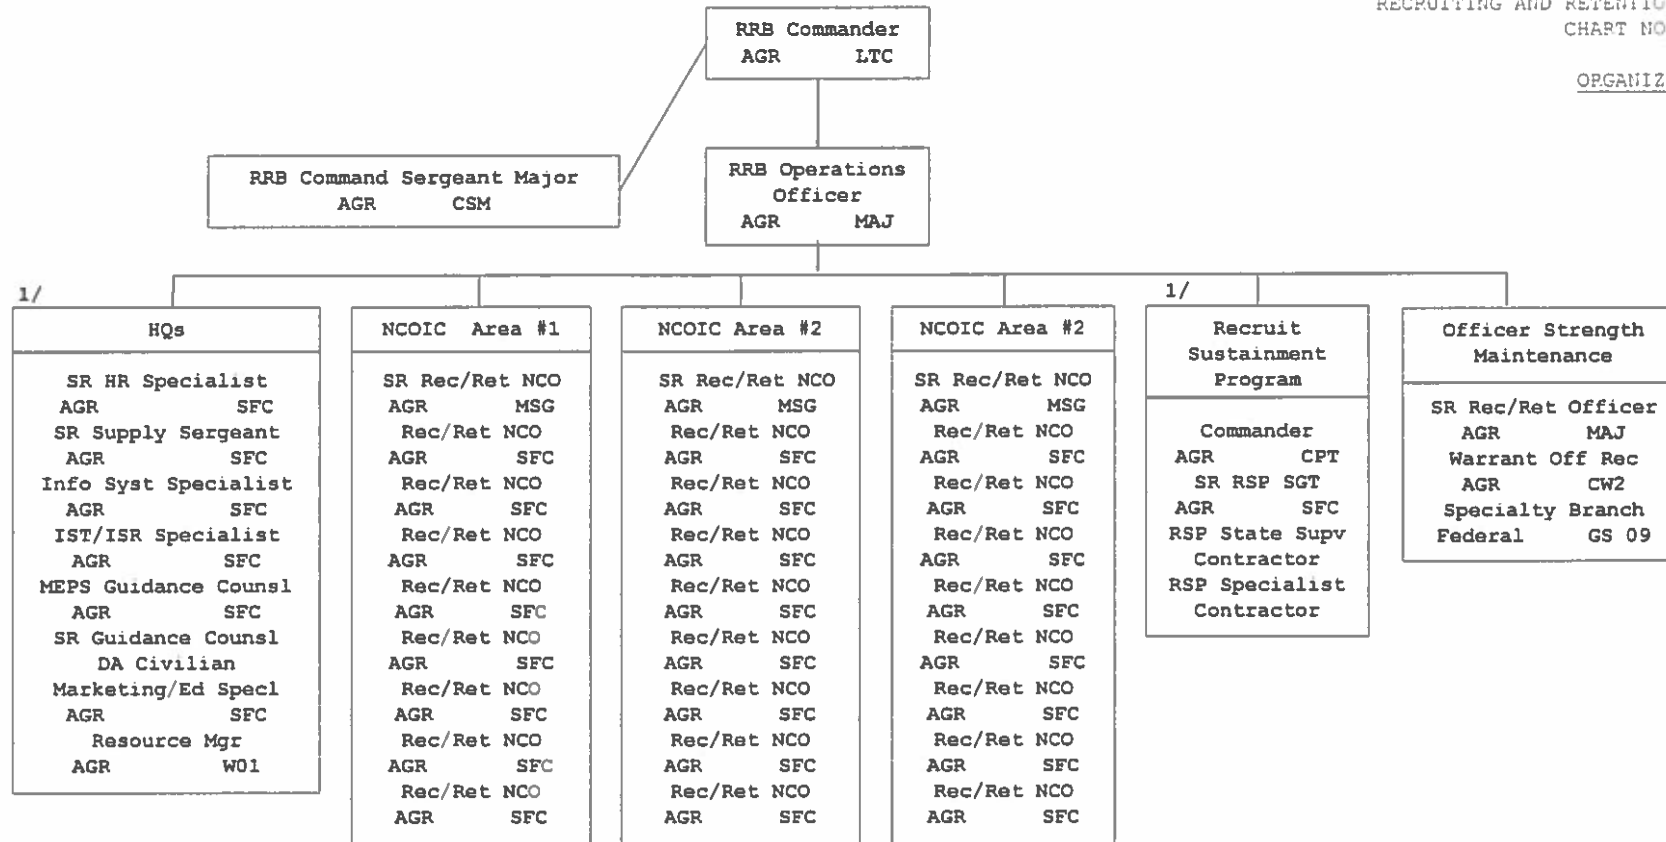 RECRUITING AND RETENTIO
CHART NO
ORGANIZ
RRB Commander
AGR LTC
RRB Command Sergeant Major
AGR CSM
RRB Operations
Officer
AGR MAJ
1/
HQs
SR HR Specialist
AGR SFC
SR Supply Sergeant
AGR SFC
Info Syst Specialist
AGR SFC
IST/ISR Specialist
AGR SFC
MEPS Guidance Counsl
AGR SFC
SR Guidance Counsl
DA Civilian
Marketing/Ed Specl
AGR SFC
Resource Mgr
AGR W01
NCOIC Area #1
SR Rec/Ret NCO
AGR MSG
Rec/Ret NCO
AGR SFC
Rec/Ret NCO
AGR SFC
Rec/Ret NCO
AGR SFC
Rec/Ret NCO
AGR SFC
Rec/Ret NCO
AGR SFC
Rec/Ret NCO
AGR SFC
Rec/Ret NCO
AGR SFC
Rec/Ret NCO
AGR SFC
NCOIC Area #2
SR Rec/Ret NCO
AGR MSG
Rec/Ret NCO
AGR SFC
Rec/Ret NCO
AGR SFC
Rec/Ret NCO
AGR SFC
Rec/Ret NCO
AGR SFC
Rec/Ret NCO
AGR SFC
Rec/Ret NCO
AGR SFC
Rec/Ret NCO
AGR SFC
Rec/Ret NCO
AGR SFC
NCOIC Area #2
SR Rec/Ret NCO
AGR MSG
Rec/Ret NCO
AGR SFC
Rec/Ret NCO
AGR SFC
Rec/Ret NCO
AGR SFC
Rec/Ret NCO
AGR SFC
Rec/Ret NCO
AGR SFC
Rec/Ret NCO
AGR SFC
Rec/Ret NCO
AGR SFC
Rec/Ret NCO
AGR SFC
1/
Recruit
Sustainment
Program
Commander
AGR CPT
SR RSP SGT
AGR SFC
RSP State Supv
Contractor
RSP Specialist
Contractor
Officer Strength
Maintenance
SR Rec/Ret Officer
AGR MAJ
Warrant Off Rec
AGR CW2
Specialty Branch
Federal GS 09